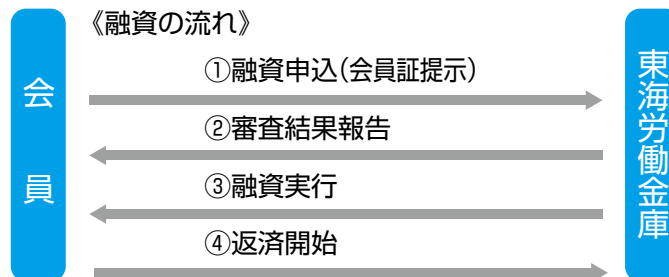 《融資の流れ》
会員
①融資申込(会員証提示)
②審査結果報告
③融資実行
④返済開始
東海労働金庫